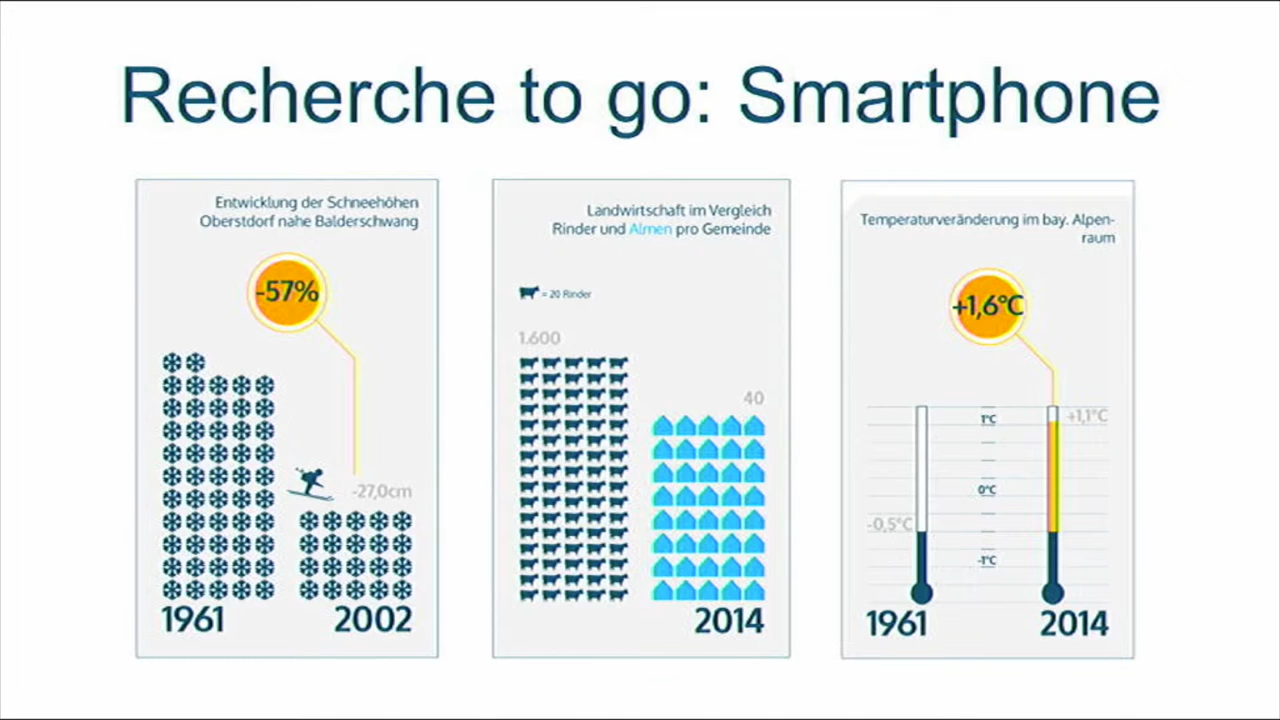 Recherche to go: Smartphone
Entwicklung der Schneehöhen
Oberstdorf nahe Balderschwang
-57%
-27,0cm
1961
2002
Landwirtschaft im Vergleich
Rinder und Almen pro Gemeinde
= 20 Rinder
1.600
40
2014
Temperaturveränderung im bay. Alpen-
raum
+1,6°C
1°C
+1,1°C
0°C
-0,5°C
-1°C
1961
2014